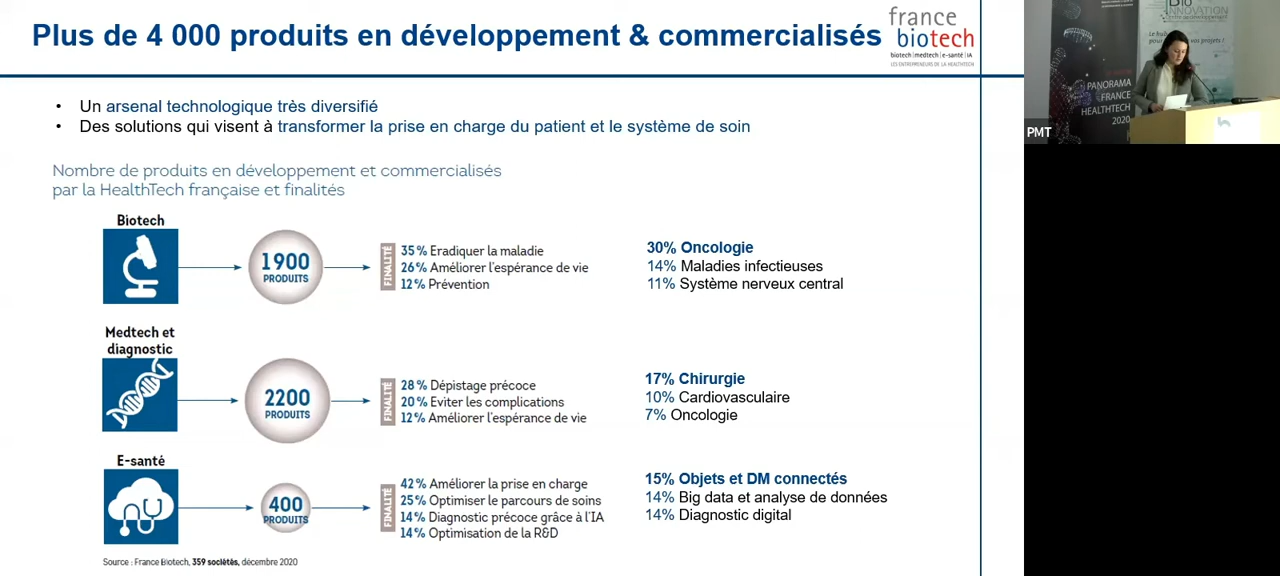 Plus de 4 000 produits en développement & commercialisés
france
biotech
biotech | medtech | e-santé | IA
LES ENTREPRENEURS DE LA HEALTHTECH
• Un arsenal technologique très diversifié
• Des solutions qui visent à transformer la prise en charge du patient et le système de soin
Nombre de produits en développement et commercialisés
par la HealthTech française et finalités
Biotech
1900
PRODUITS
FINALITÉ
35% Eradiquer la maladie
26% Améliorer l'espérance de vie
12% Prévention
30% Oncologie
14% Maladies infectieuses
11% Système nerveux central
Medtech et
diagnostic
2200
PRODUITS
FINALITÉ
28% Dépistage précoce
20% Eviter les complications
12% Améliorer l'espérance de vie
17% Chirurgie
10% Cardiovasculaire
7% Oncologie
E-santé
400
PRODUITS
FINALITÉ
42% Améliorer la prise en charge
25% Optimiser le parcours de soins
14% Diagnostic précoce grâce à l'IA
14% Optimisation de la R&D
15% Objets et DM connectés
14% Big data et analyse de données
14% Diagnostic digital
Source : France Biotech, 359 sociétés, décembre 2020
PANORAMA
FRANCE
HEALTHTECH
2020
Bio
INNOVATION
PMT